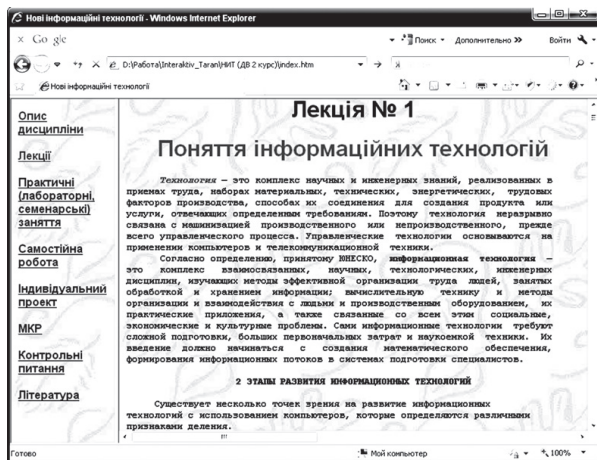 Нові інформаційні технології - Windows Internet Explorer
Go gle
Поиск
Дополнительно »
Войти
D:\Работа\Interaktiv_Taran\НИТ (ДВ 2 курс)\index.htm
Я
Нові інформаційні технології
Опис
дисципліни
Лекції
Практичні
(лабораторні,
семенарські)
заняття
Самостійна
робота
Індивідуальний
проект
МКР
Контрольні
питання
Література
Лекція № 1
Поняття інформаційних технологій
Технология – это комплекс научных и инженерных знаний, реализованных в
приемах труда, наборах материальных, технических, энергетических, трудовых
факторов производства, способах их соединения для создания продукта или
услуги, отвечающих определенным требованиям. Поэтому технология неразрывно
связана с машинизацией производственного или непроизводственного, прежде
всего управленческого процесса. Управленческие технологии основываются на
применении компьютеров и телекоммуникационной техники.
Согласно определению, принятому ЮНЕСКО, информационная технология –
это комплекс взаимосвязанных, научных, технологических, инженерных
дисциплин, изучающих методы эффективной организации труда людей, занятых
обработкой и хранением информации; вычислительную технику и методы
организации и взаимодействия с людьми и производственным оборудованием, их
практические приложения, а также связанные со всем этим социальные,
экономические и культурные проблемы. Сами информационные технологии требуют
сложной подготовки, больших первоначальных затрат и наукоемкой техники. Их
введение должно начинаться с создания математического обеспечения,
формирования информационных потоков в системах подготовки специалистов.
2 ЭТАПЫ РАЗВИТИЯ ИНФОРМАЦИОННЫХ ТЕХНОЛОГИЙ
Существует несколько точек зрения на развитие информационных
технологий с использованием компьютеров, которые определяются различными
признаками деления.
Готово
Мой компьютер
100%